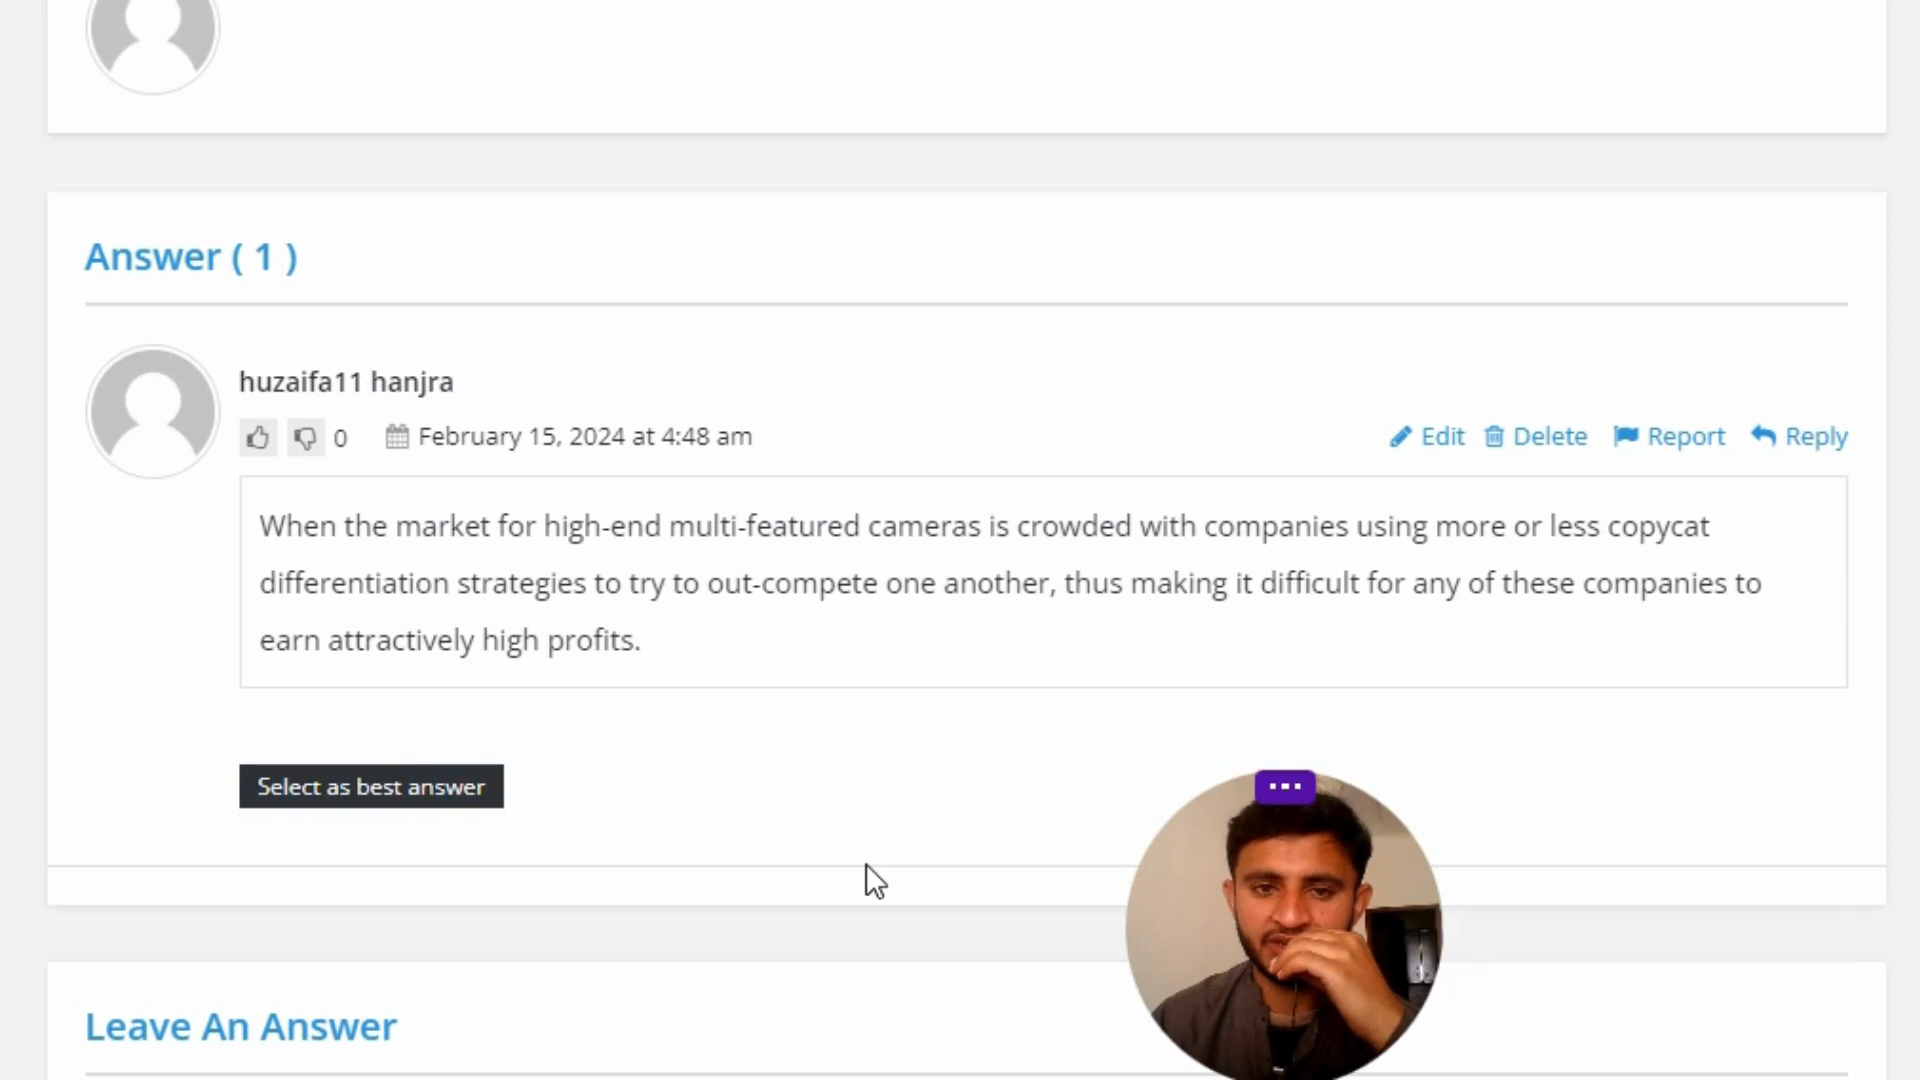 Answer ( 1 )
huzaifa11 hanjra
0 February 15, 2024 at 4:48 am Edit Delete Report Reply
When the market for high-end multi-featured cameras is crowded with companies using more or less copycat
differentiation strategies to try to out-compete one another, thus making it difficult for any of these companies to
earn attractively high profits.
Select as best answer
Leave An Answer